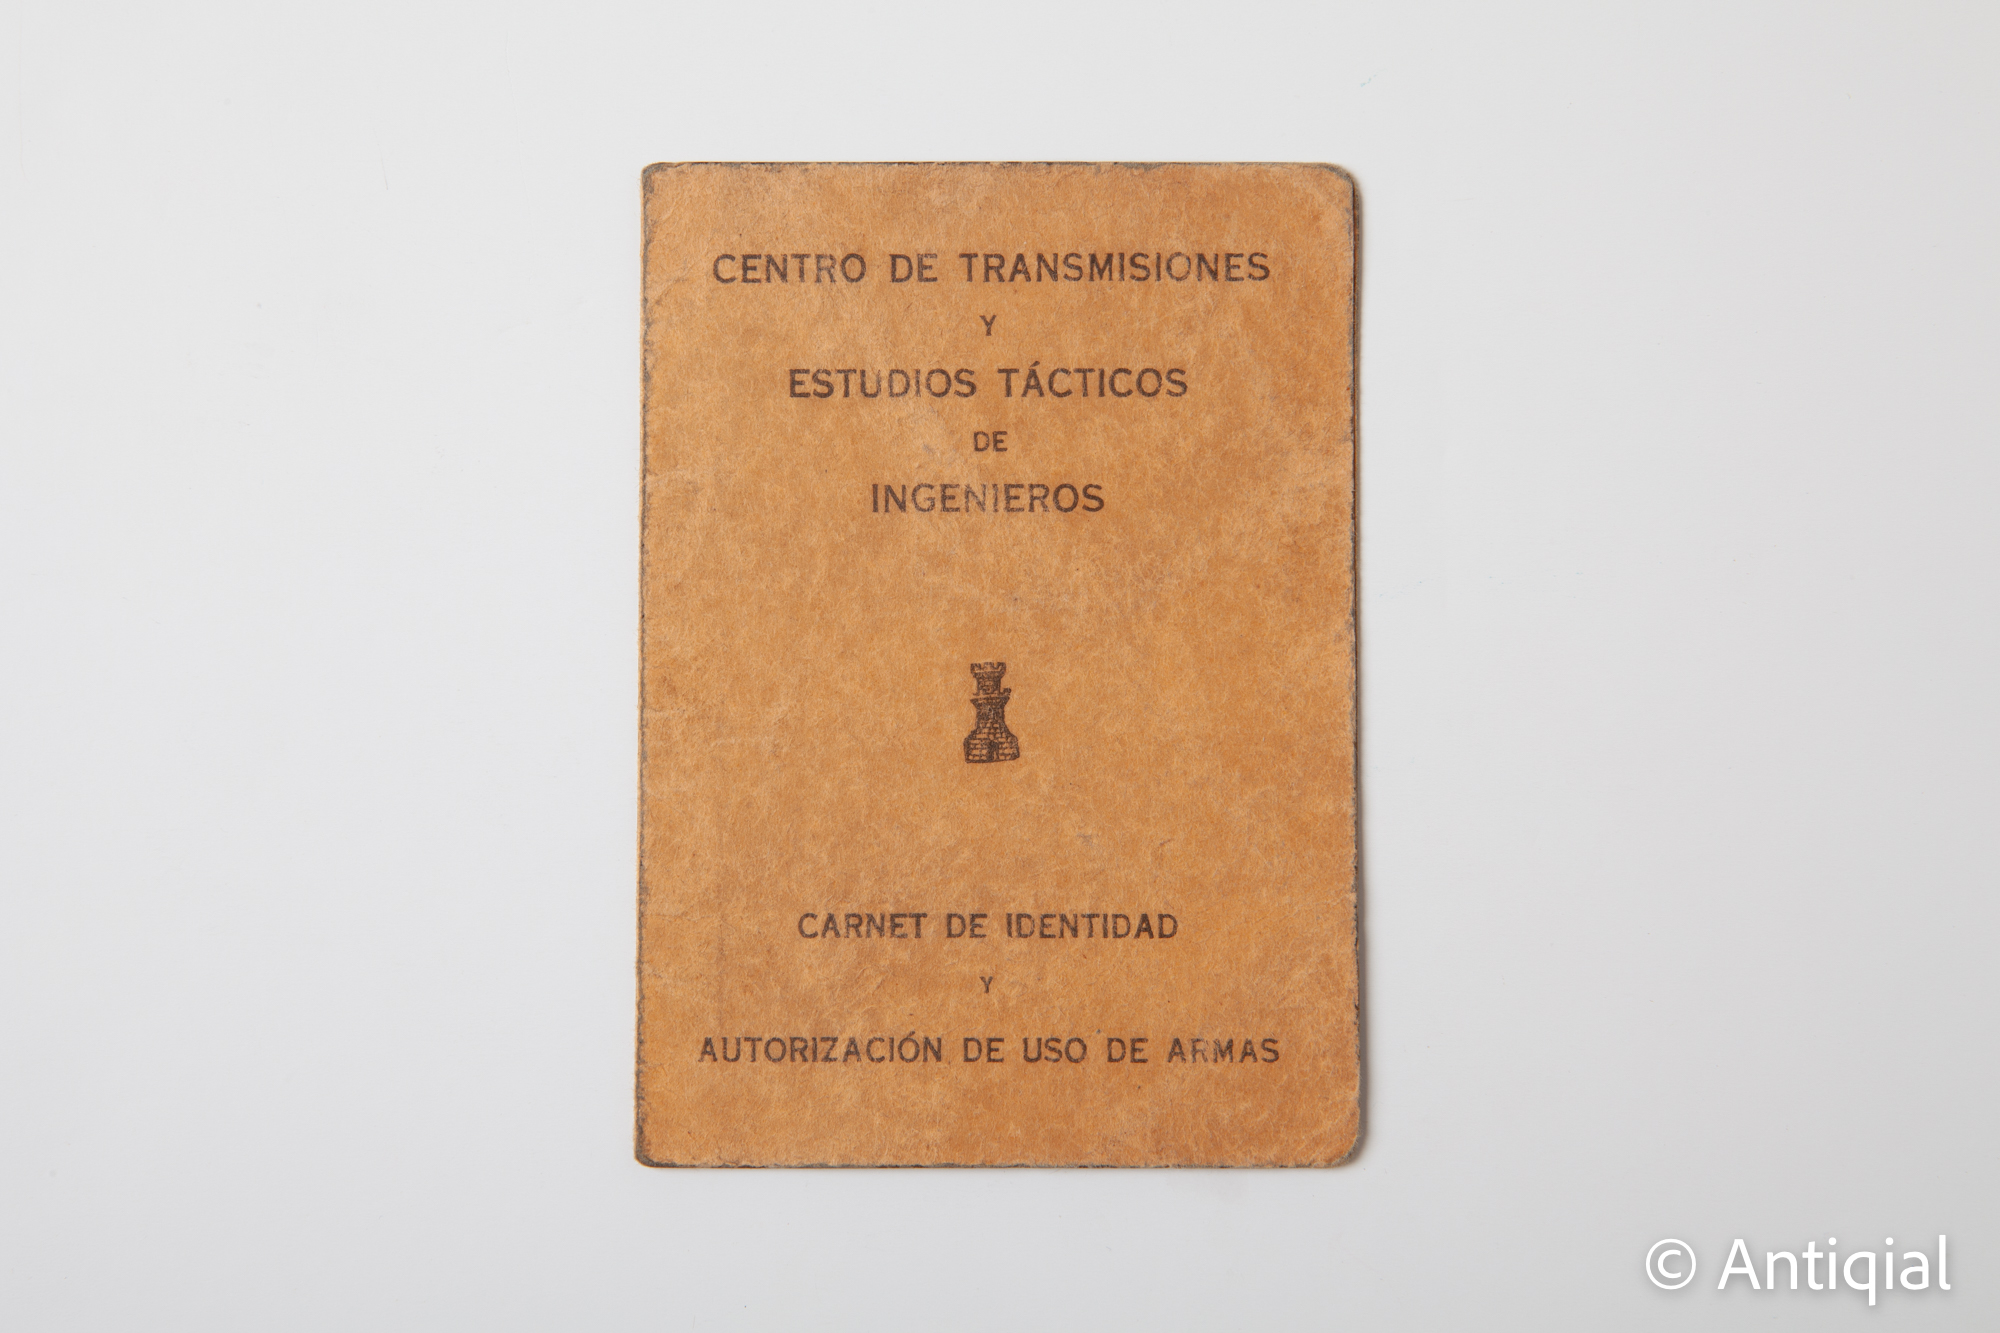 CENTRO DE TRANSMISIONES
Y
ESTUDIOS TÁCTICOS
DE
INGENIEROS
CARNET DE IDENTIDAD
Y
AUTORIZACIÓN DE USO DE ARMAS
© Antiqial